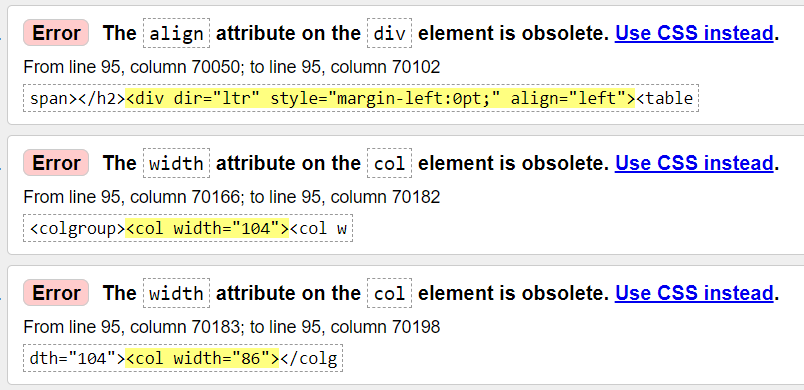 Error The align attribute on the div element is obsolete. Use CSS instead.
From line 95, column 70050; to line 95, column 70102
span></h2><div dir="ltr" style="margin-left:0pt;" align="left"><table
Error The width attribute on the col element is obsolete. Use CSS instead.
From line 95, column 70166; to line 95, column 70182
<colgroup><col width="104"><col w
Error The width attribute on the col element is obsolete. Use CSS instead.
From line 95, column 70183; to line 95, column 70198
dth="104"><col width="86"></colg